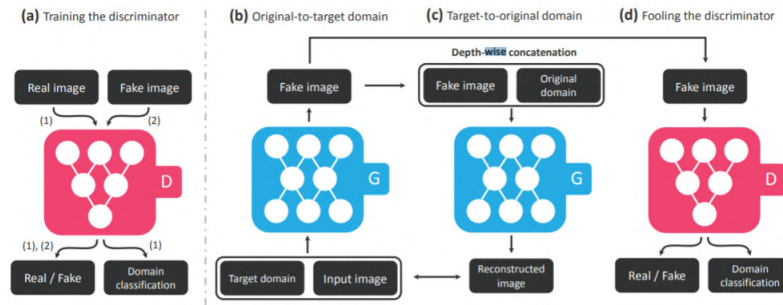 (a) Training the discriminator
(b) Original-to-target domain
(c) Target-to-original domain
(d) Fooling the discriminator
Real image
Fake image
(1)
(2)
D
(1), (2)
(1)
Real / Fake
Domain
classification
Fake image
G
Target domain
Input image
Depth-wise concatenation
Fake image
Original
domain
G
Reconstructed
image
Fake image
D
Real / Fake
Domain
classification